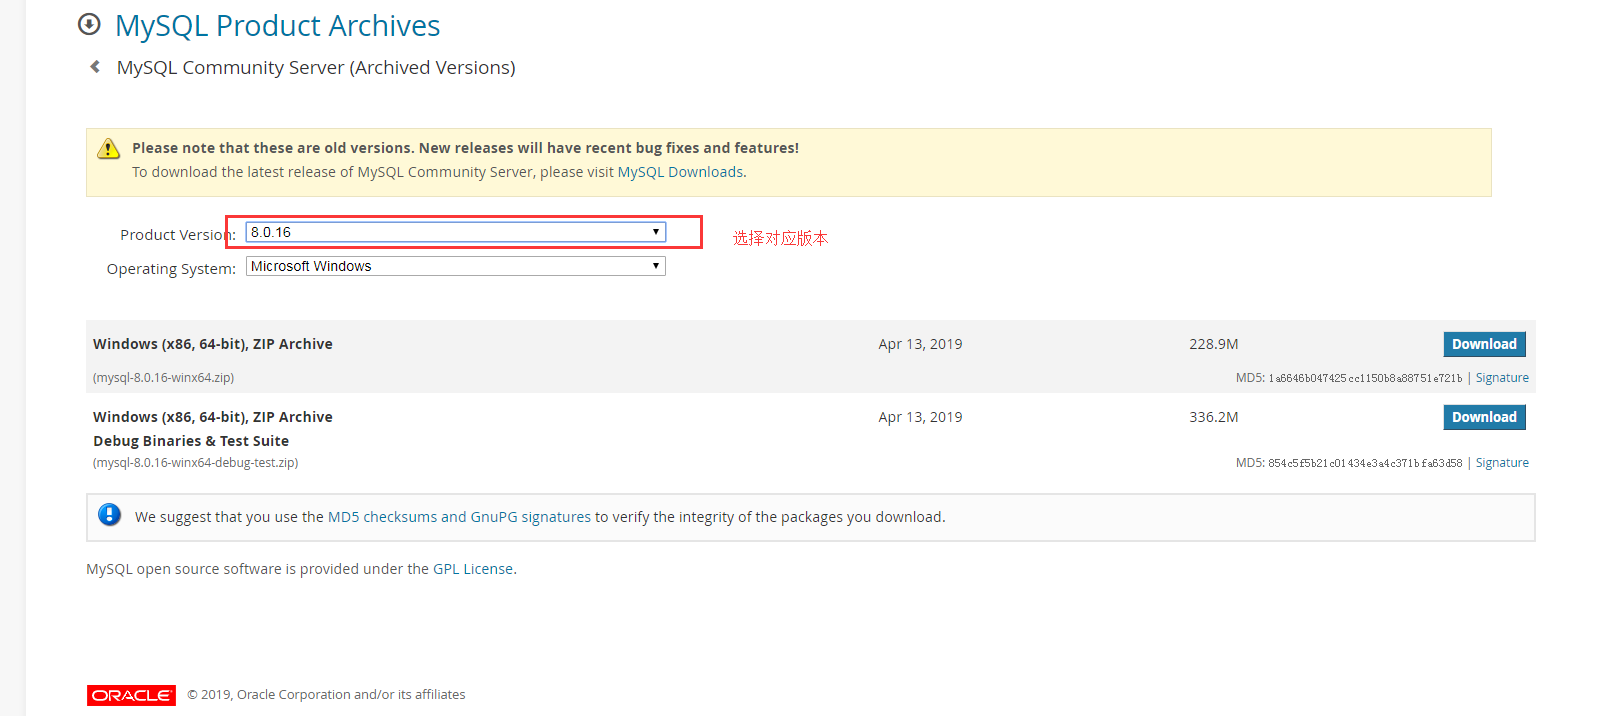 MySQL Product Archives
MySQL Community Server (Archived Versions)
Please note that these are old versions. New releases will have recent bug fixes and features!
To download the latest release of MySQL Community Server, please visit MySQL Downloads.
Product Version: 8.0.16 选择对应版本
Operating System: Microsoft Windows
Windows (x86, 64-bit), ZIP Archive Apr 13, 2019 228.9M Download
(mysql-8.0.16-winx64.zip) MD5: 1a6646b047425cc1150b8a88751e721b | Signature
Windows (x86, 64-bit), ZIP Archive Apr 13, 2019 336.2M Download
Debug Binaries & Test Suite
(mysql-8.0.16-winx64-debug-test.zip) MD5: 854c5f5b21c01434e3a4c371bfa63d58 | Signature
We suggest that you use the MD5 checksums and GnuPG signatures to verify the integrity of the packages you download.
MySQL open source software is provided under the GPL License.
ORACLE © 2019, Oracle Corporation and/or its affiliates